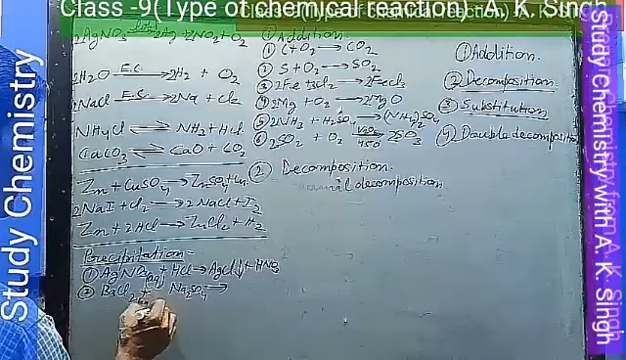 Class -9(Type of chemical reaction) A. K. Singh
Study Chemistry
Study Chemistry with A. K. Singh
2AgNO3 → 2Ag + 2NO2 + O2
2H2O E.C. → 2H2 + O2
2NaCl → 2Na + Cl2
NH4Cl ⇌ NH3 + HCl
CaCO3 ⇌ CaO + CO2
Zn + CuSO4 → ZnSO4 + Cu
2NaI + Cl2 → 2NaCl + I2
Zn + 2HCl → ZnCl2 + H2
Precipitation
① AgNO3 + HCl → AgCl↓ + HNO3
(aq)
② BaCl2 + Na2SO4 →
① Addition
① C + O2 → CO2
② S + O2 → SO2
③ 2Fe + 3Cl2 → 2FeCl3
④ 2Mg + O2 → 2MgO
⑤ 2NH3 + H2SO4 → (NH4)2SO4
⑥ 2SO2 + O2 V2O5 450 → 2SO3
② Decomposition
decomposition
① Addition
② Decomposition
③ Substitution
④ Double decomposition